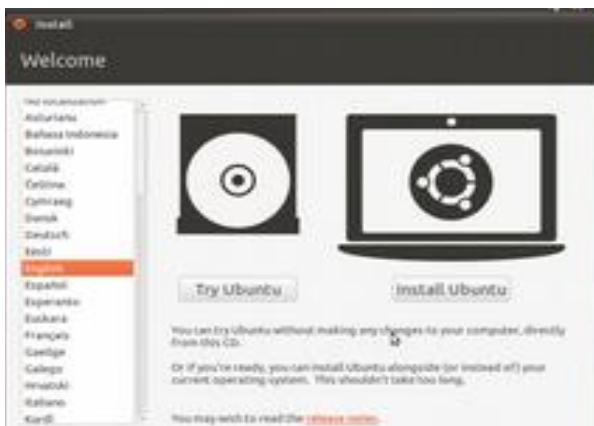 Install
Welcome
No localization
Asturianu
Bahasa Indonesia
Bosanski
Català
Čeština
Cymraeg
Dansk
Deutsch
Eesti
English
Español
Esperanto
Euskara
Français
Gaeilge
Galego
Hrvatski
Italiano
Kurdî
Try Ubuntu
Install Ubuntu
You can try Ubuntu without making any changes to your computer, directly
from this CD.
Or if you're ready, you can install Ubuntu alongside (or instead of) your
current operating system. This shouldn't take too long.
You may wish to read the release notes.